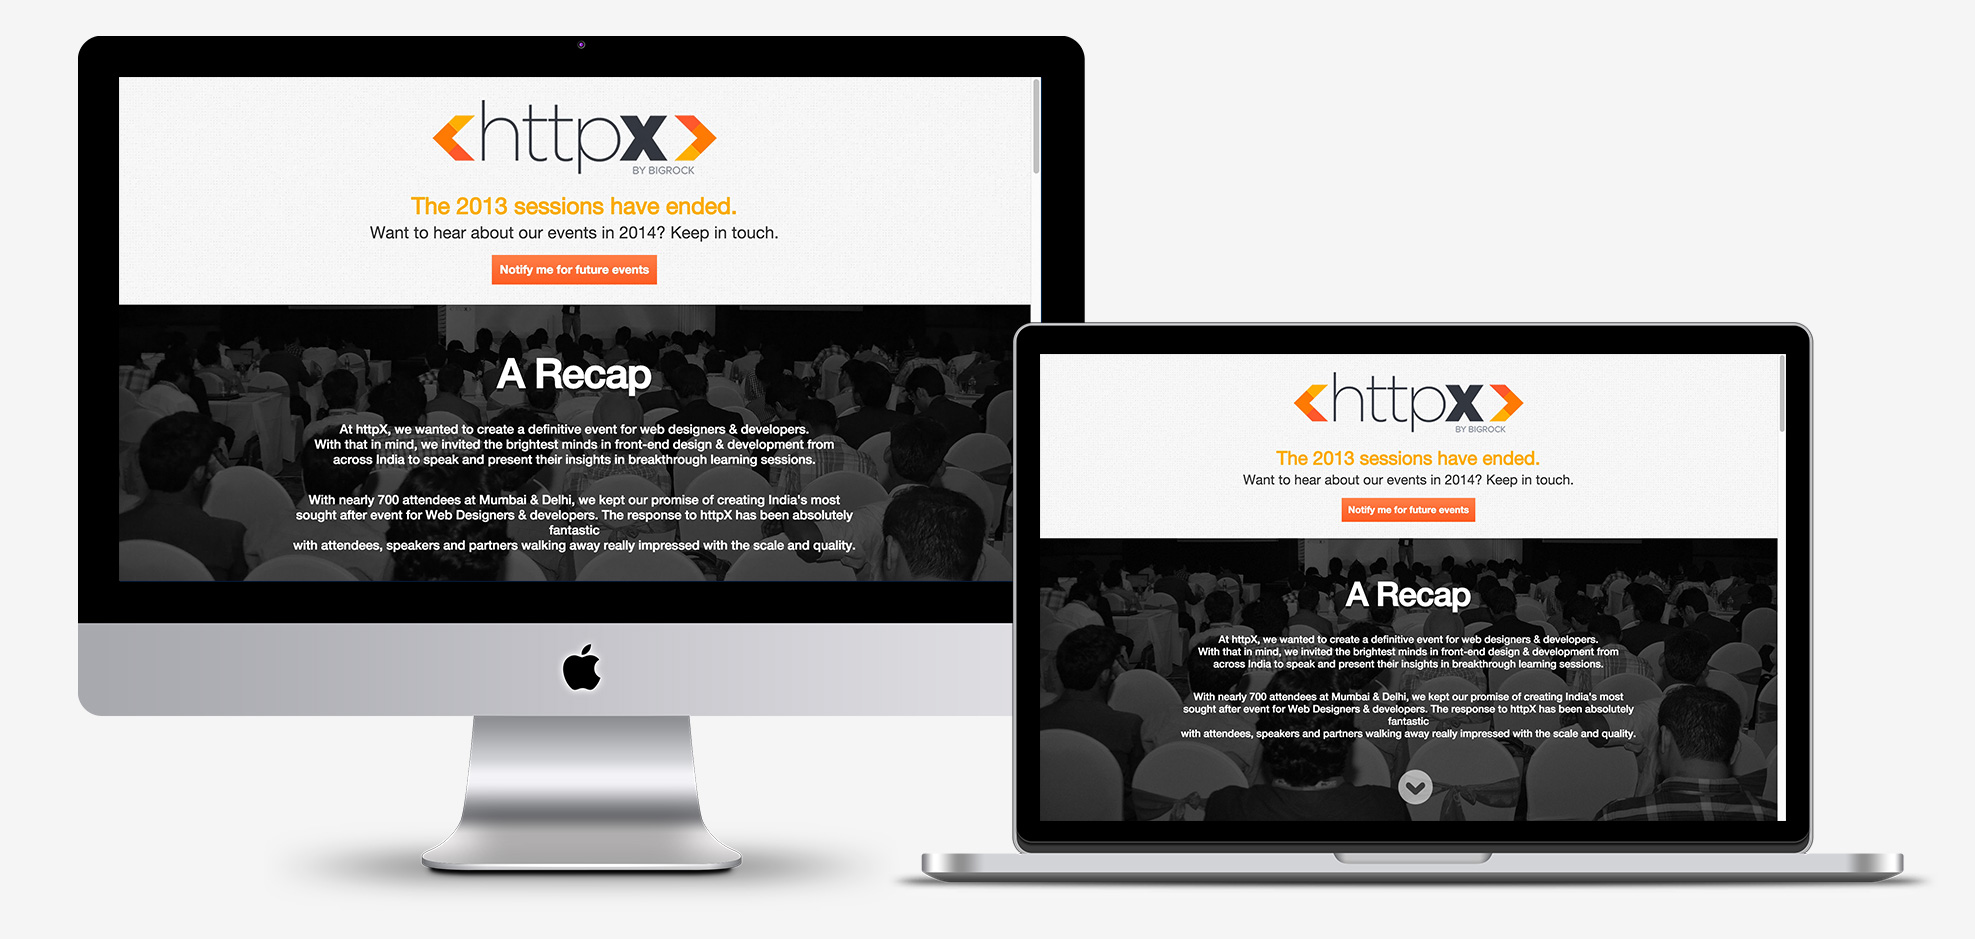 httpx
BY BIGROCK
The 2013 sessions have ended.
Want to hear about our events in 2014? Keep in touch.
Notify me for future events
A Recap
At httpX, we wanted to create a definitive event for web designers & developers.
With that in mind, we invited the brightest minds in front-end design & development from
across India to speak and present their insights in breakthrough learning sessions.
With nearly 700 attendees at Mumbai & Delhi, we kept our promise of creating India's most
sought after event for Web Designers & developers. The response to httpX has been absolutely
fantastic
with attendees, speakers and partners walking away really impressed with the scale and quality.
httpx
BY BIGROCK
The 2013 sessions have ended.
Want to hear about our events in 2014? Keep in touch.
Notify me for future events
A Recap
At httpX, we wanted to create a definitive event for web designers & developers.
With that in mind, we invited the brightest minds in front-end design & development from
across India to speak and present their insights in breakthrough learning sessions.
With nearly 700 attendees at Mumbai & Delhi, we kept our promise of creating India's most
sought after event for Web Designers & developers. The response to httpX has been absolutely
fantastic
with attendees, speakers and partners walking away really impressed with the scale and quality.